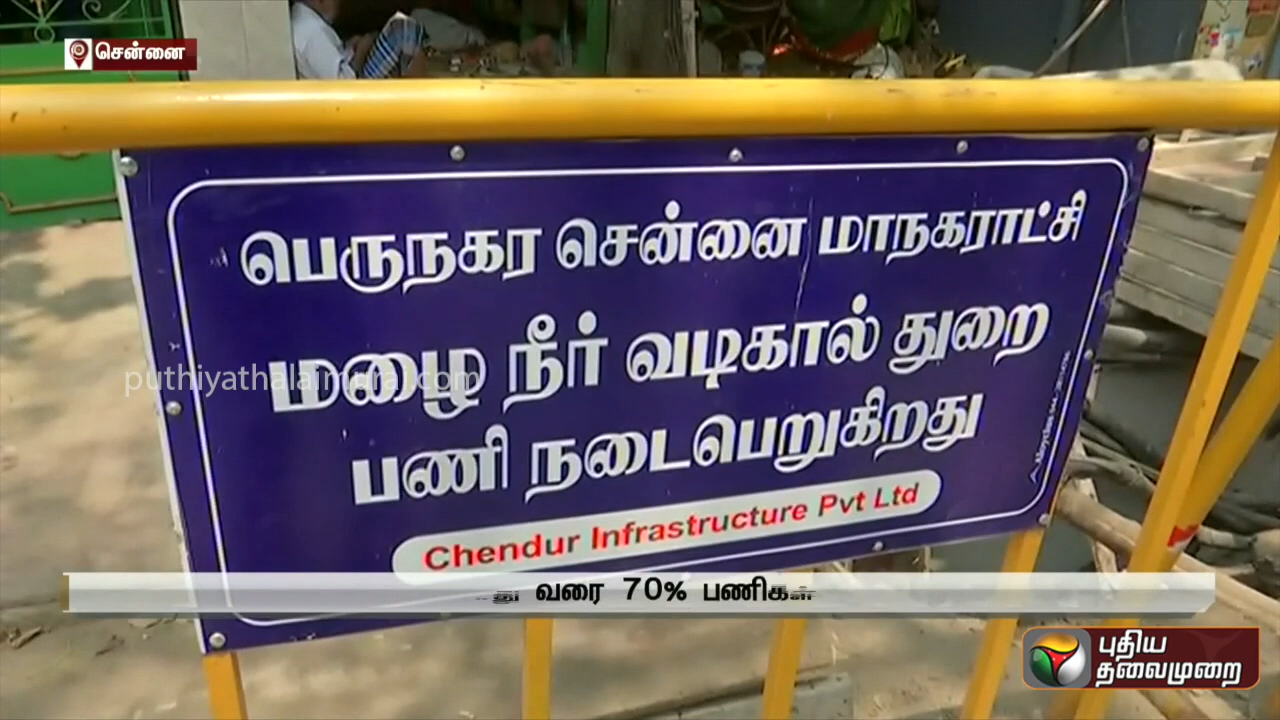 சென்னை
பெருநகர சென்னை மாநகராட்சி
மழை நீர் வடிகால் துறை
puthiyathalaimurai.com
பணி நடைபெறுகிறது
Chendur Infrastructure Pvt Ltd
வரை 70% பணிகள்
புதிய
தலைமுறை